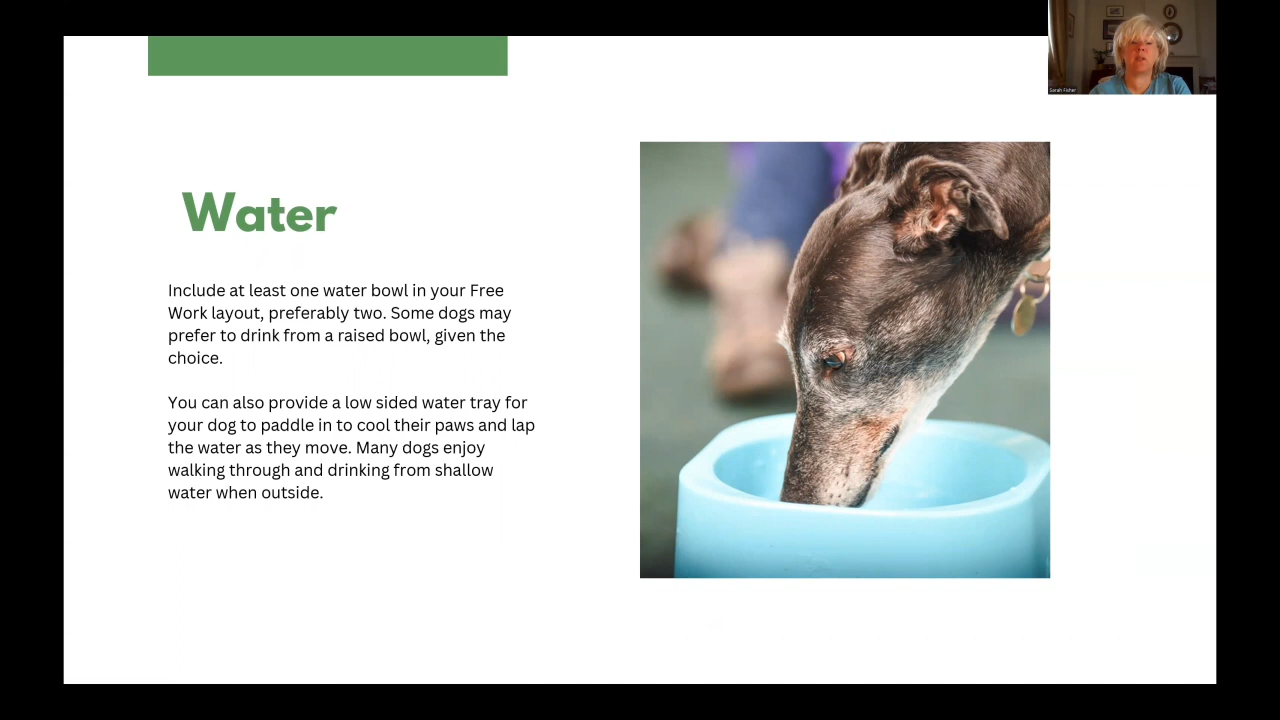 Sarah Fisher
Water
Include at least one water bowl in your Free
Work layout, preferably two. Some dogs may
prefer to drink from a raised bowl, given the
choice.
You can also provide a low sided water tray for
your dog to paddle in to cool their paws and lap
the water as they move. Many dogs enjoy
walking through and drinking from shallow
water when outside.